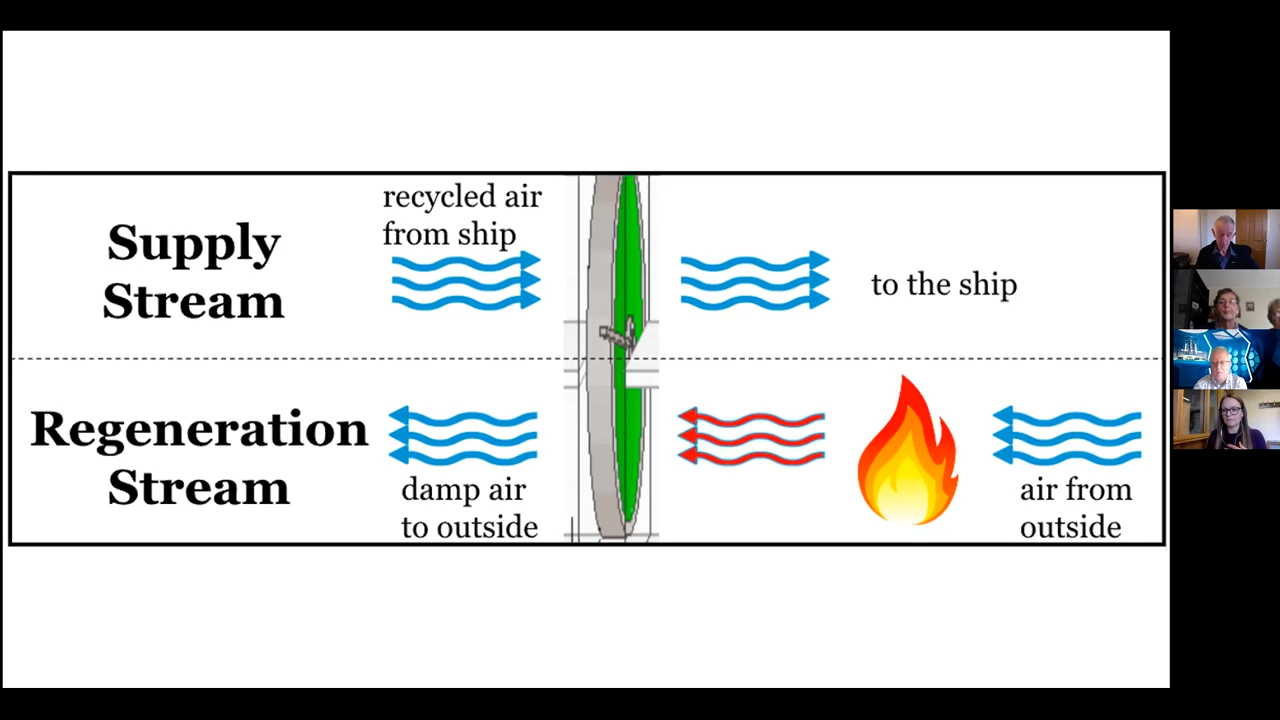 Supply
Stream
recycled air
from ship
to the ship
Regeneration
Stream
damp air
to outside
air from
outside